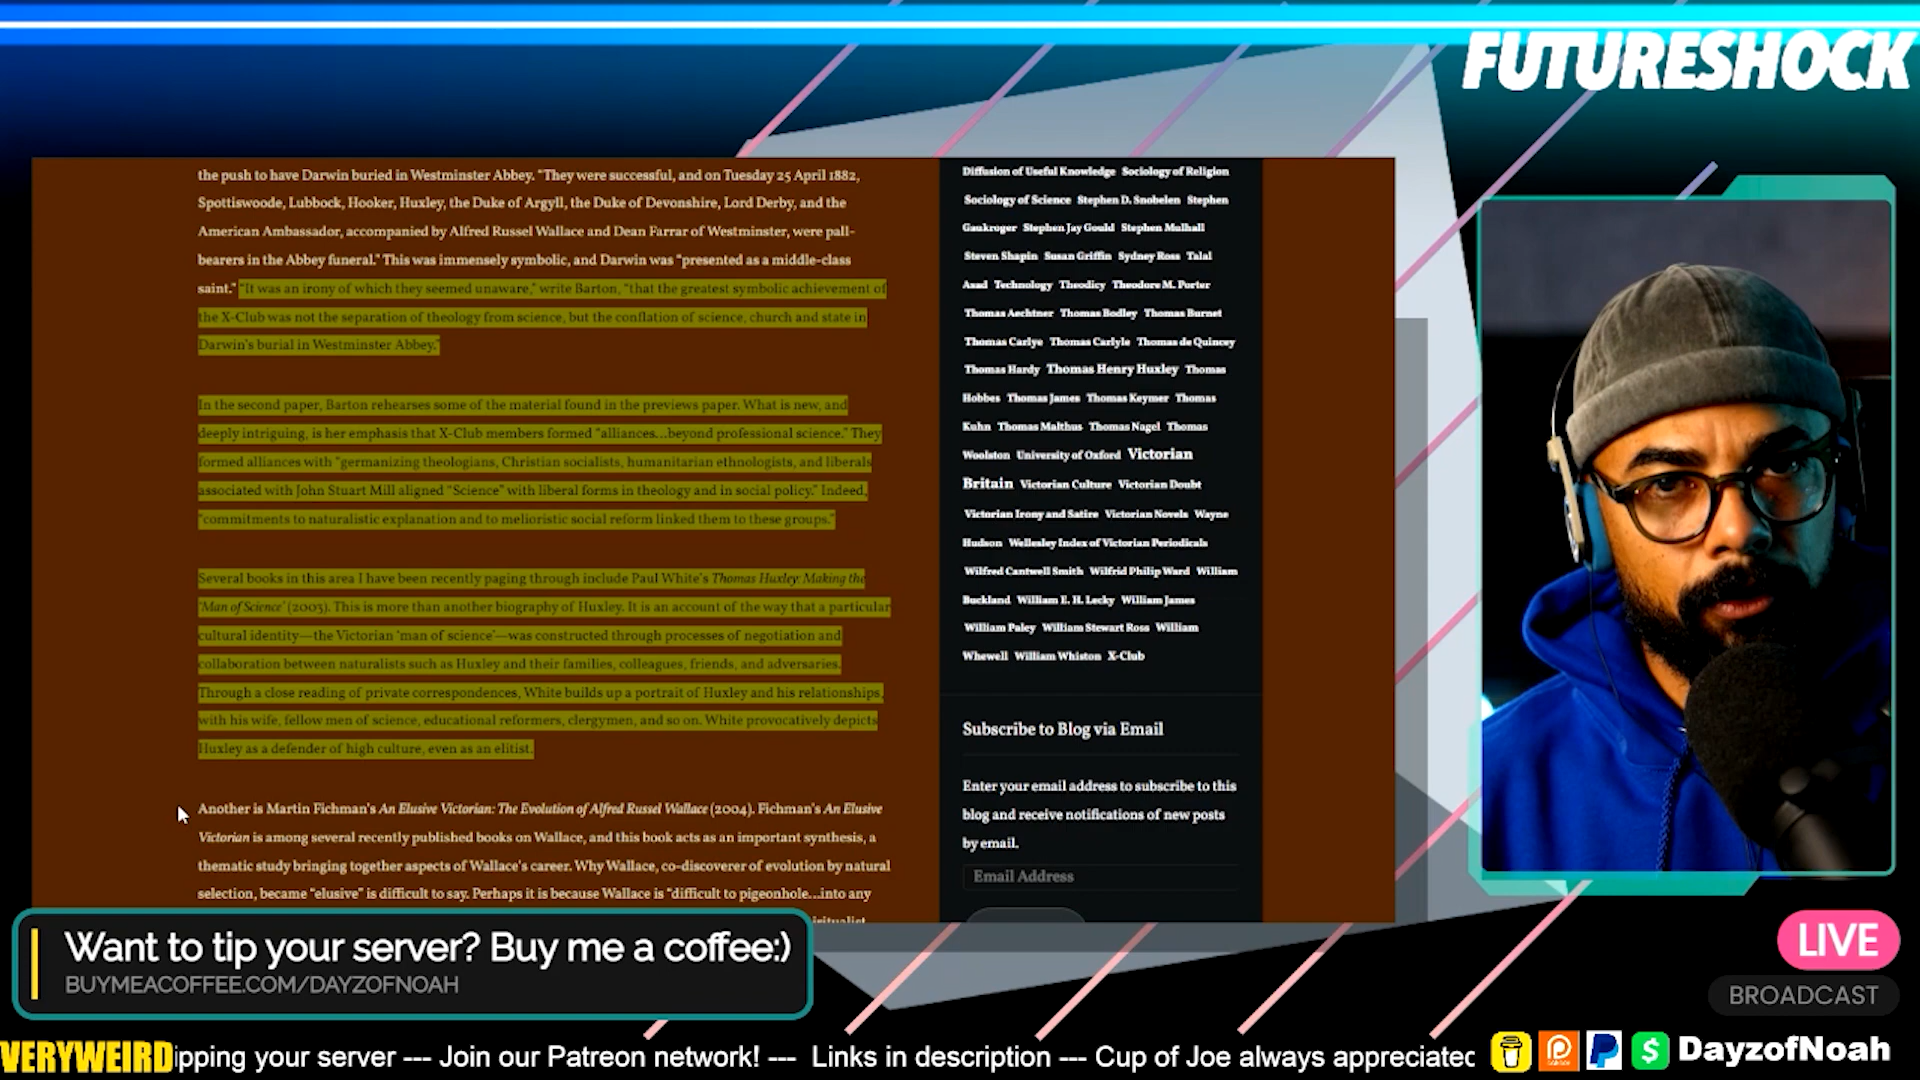 FUTURESHOCK
the push to have Darwin buried in Westminster Abbey. "They were successful, and on Tuesday 25 April 1882,
Spottiswoode, Lubbock, Hooker, Huxley, the Duke of Argyll, the Duke of Devonshire, Lord Derby, and the
American Ambassador, accompanied by Alfred Russel Wallace and Dean Farrar of Westminster, were pall-
bearers in the Abbey funeral." This was immensely symbolic, and Darwin was "presented as a middle-class
saint." "It was an irony of which they seemed unaware," write Barton, "that the greatest symbolic achievement of
the X-Club was not the separation of theology from science, but the conflation of science, church and state in
Darwin's burial in Westminster Abbey."
In the second paper, Barton rehearses some of the material found in the previews paper. What is new, and
deeply intriguing, is her emphasis that X-Club members formed "alliances…beyond professional science." They
formed alliances with "germanizing theologians, Christian socialists, humanitarian ethnologists, and liberals
associated with John Stuart Mill aligned "Science" with liberal forms in theology and in social policy." Indeed,
"commitments to naturalistic explanation and to melioristic social reform linked them to these groups."
Several books in this area I have been recently paging through include Paul White's Thomas Huxley: Making the
'Man of Science' (2003). This is more than another biography of Huxley. It is an account of the way that a particular
cultural identity—the Victorian 'man of science'—was constructed through processes of negotiation and
collaboration between naturalists such as Huxley and their families, colleagues, friends, and adversaries.
Through a close reading of private correspondences, White builds up a portrait of Huxley and his relationships,
with his wife, fellow men of science, educational reformers, clergymen, and so on. White provocatively depicts
Huxley as a defender of high culture, even as an elitist.
Another is Martin Fichman's An Elusive Victorian: The Evolution of Alfred Russel Wallace (2004). Fichman's An Elusive
Victorian is among several recently published books on Wallace, and this book acts as an important synthesis, a
thematic study bringing together aspects of Wallace's career. Why Wallace, co-discoverer of evolution by natural
selection, became "elusive" is difficult to say. Perhaps it is because Wallace is "difficult to pigeonhole…into any
Diffusion of Useful Knowledge Sociology of Religion
Sociology of Science Stephen D. Snobelen Stephen
Gaukroger Stephen Jay Gould Stephen Mulhall
Steven Shapin Susan Griffin Sydney Ross Talal
Asad Technology Theodicy Theodore M. Porter
Thomas Aechtner Thomas Bodley Thomas Burnet
Thomas Carlye Thomas Carlyle Thomas de Quincey
Thomas Hardy Thomas Henry Huxley Thomas
Hobbes Thomas James Thomas Keymer Thomas
Kuhn Thomas Malthus Thomas Nagel Thomas
Woolston University of Oxford Victorian
Britain Victorian Culture Victorian Doubt
Victorian Irony and Satire Victorian Novels Wayne
Hudson Wellesley Index of Victorian Periodicals
Wilfred Cantwell Smith Wilfrid Philip Ward William
Buckland William E. H. Lecky William James
William Paley William Stewart Ross William
Whewell William Whiston X-Club
Subscribe to Blog via Email
Enter your email address to subscribe to this
blog and receive notifications of new posts
by email.
Email Address
Want to tip your server? Buy me a coffee:)
BUYMEACOFFEE.COM/DAYZOFNOAH
LIVE
BROADCAST
VERYWEIRD ipping your server --- Join our Patreon network! --- Links in description --- Cup of Joe always appreciated
DayzofNoah